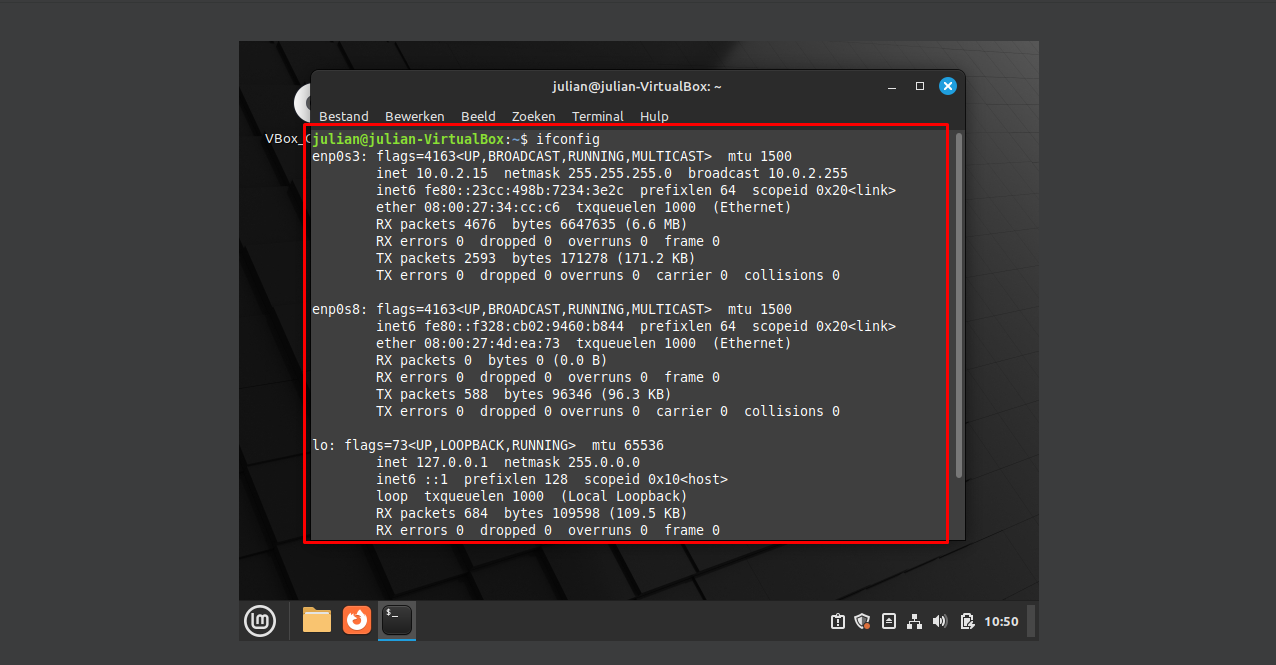 julian@julian-VirtualBox: ~
Bestand Bewerken Beeld Zoeken Terminal Hulp
VBox_
julian@julian-VirtualBox:~$ ifconfig
enp0s3: flags=4163<UP,BROADCAST,RUNNING,MULTICAST>  mtu 1500
        inet 10.0.2.15  netmask 255.255.255.0  broadcast 10.0.2.255
        inet6 fe80::23cc:498b:7234:3e2c  prefixlen 64  scopeid 0x20<link>
        ether 08:00:27:34:cc:c6  txqueuelen 1000  (Ethernet)
        RX packets 4676  bytes 6647635 (6.6 MB)
        RX errors 0  dropped 0  overruns 0  frame 0
        TX packets 2593  bytes 171278 (171.2 KB)
        TX errors 0  dropped 0 overruns 0  carrier 0  collisions 0
enp0s8: flags=4163<UP,BROADCAST,RUNNING,MULTICAST>  mtu 1500
        inet6 fe80::f328:cb02:9460:b844  prefixlen 64  scopeid 0x20<link>
        ether 08:00:27:4d:ea:73  txqueuelen 1000  (Ethernet)
        RX packets 0  bytes 0 (0.0 B)
        RX errors 0  dropped 0  overruns 0  frame 0
        TX packets 588  bytes 96346 (96.3 KB)
        TX errors 0  dropped 0 overruns 0  carrier 0  collisions 0
lo: flags=73<UP,LOOPBACK,RUNNING>  mtu 65536
        inet 127.0.0.1  netmask 255.0.0.0
        inet6 ::1  prefixlen 128  scopeid 0x10<host>
        loop  txqueuelen 1000  (Local Loopback)
        RX packets 684  bytes 109598 (109.5 KB)
        RX errors 0  dropped 0  overruns 0  frame 0
$_
10:50